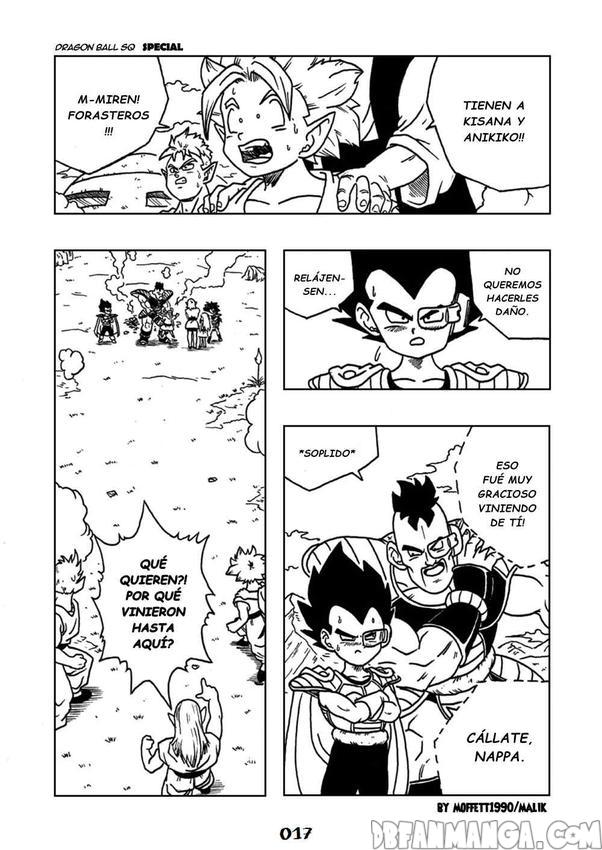 DRAGON BALL SQ SPECIAL
M-MIREN!
FORASTEROS
!!!
TIENEN A
KISANA Y
ANIKIKO!!
RELÁJEN-
SEN...
NO
QUEREMOS
HACERLES
DAÑO.
QUÉ
QUIEREN?!
POR QUÉ
VINIERON
HASTA
AQUÍ?
*SOPLIDO*
ESO
FUÉ MUY
GRACIOSO
VINIENDO
DE TÍ!
CÁLLATE,
NAPPA.
BY MOFFETT1990/MALIK
017
DBFANMANGA.COM